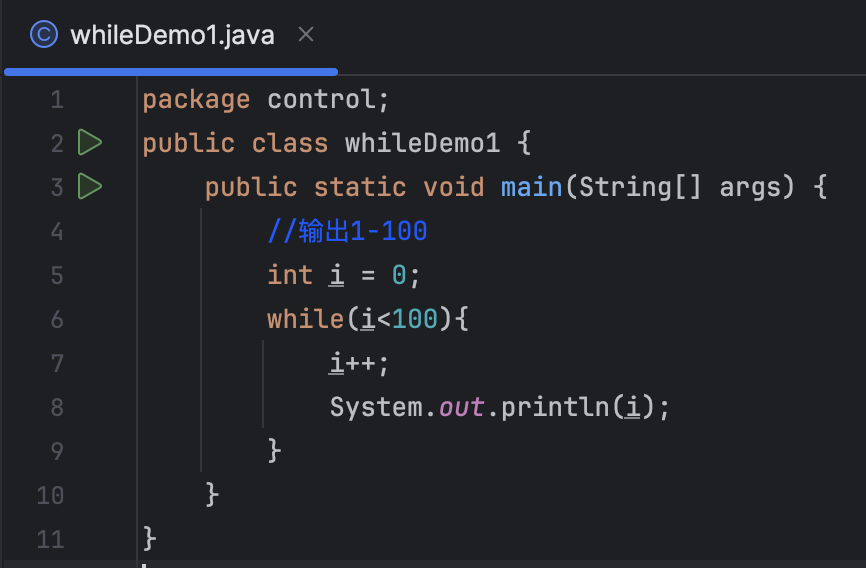 © whileDemo1.java ×
1 package control;
2 public class whileDemo1 {
3     public static void main(String[] args) {
4         //输出1-100
5         int i = 0;
6         while(i<100){
7             i++;
8             System.out.println(i);
9         }
10     }
11 }